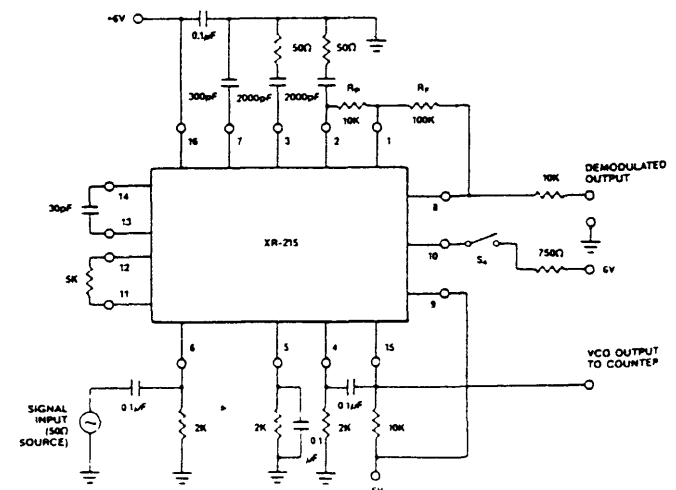 +6V
0.1μF
50Ω 50Ω
300pF 2000pF 2000pF
Rₚ
10K
R_F
100K
16 7 3 2 1
14
30pF
13
12
5K
11
XR-215
8
10K
DEMODULATED
OUTPUT
10
S₄
750Ω
6V
9
6 5 4 15
VCO OUTPUT
TO COUNTER
0.1μF
0.1μF
SIGNAL
INPUT
(50Ω
SOURCE)
2K
2K
0.1
μF
2K
10K